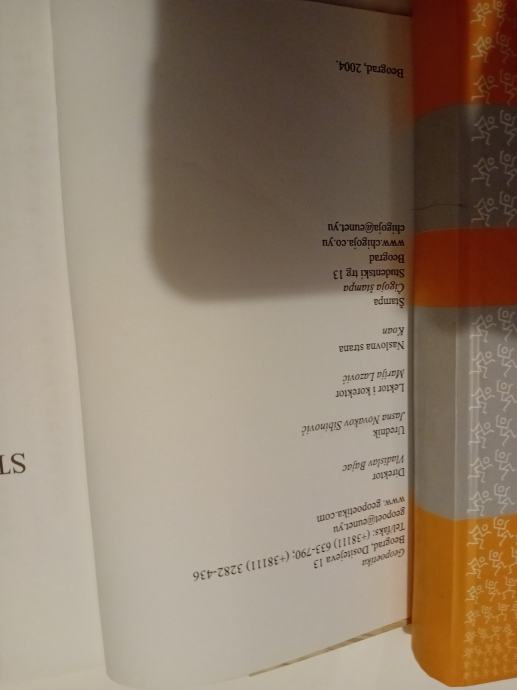 Geopoetika
Beograd, Dositejeva 13
Tel/faks: (+38111) 633-790, (+38111) 3282-436
geopoet@eunet.yu
www.geopoetika.com
Direktor
Vladislav Bajac
Urednik
Jasna Novakov Sibinović
Lektor i korektor
Marija Lazović
Naslovna strana
Koan
Štampa
Čigoja štampa
Studentski trg 13
Beograd
www.chigoja.co.yu
chigoja@eunet.yu
Beograd, 2004.